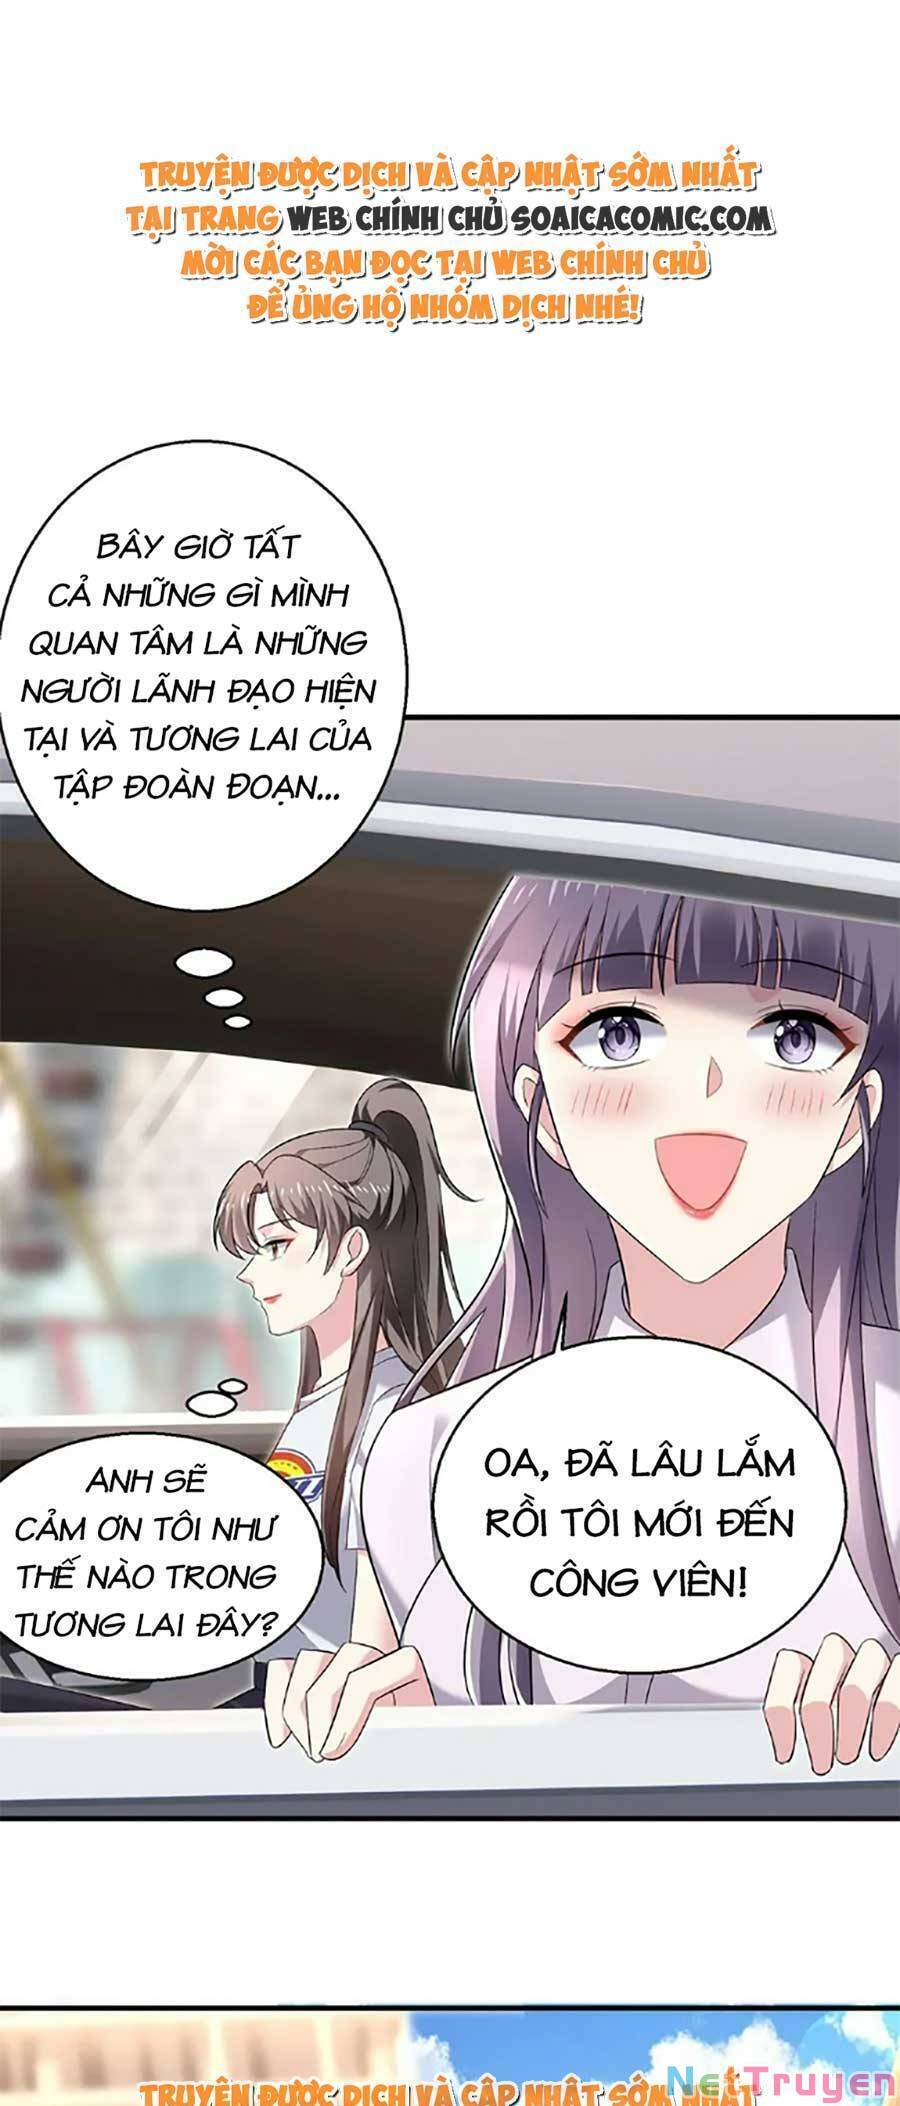 TRUYỆN ĐƯỢC DỊCH VÀ CẬP NHẬT SỚM NHẤT
TẠI TRANG WEB CHÍNH CHỦ SOAICACOMIC.COM
MỜI CÁC BẠN ĐỌC TẠI WEB CHÍNH CHỦ
ĐỂ ỦNG HỘ NHÓM DỊCH NHÉ!
BÂY GIỜ TẤT
CẢ NHỮNG GÌ MÌNH
QUAN TÂM LÀ NHỮNG
NGƯỜI LÃNH ĐẠO HIỆN
TẠI VÀ TƯƠNG LAI CỦA
TẬP ĐOÀN ĐOẠN...
OA, ĐÃ LÂU LẮM
RỒI TÔI MỚI ĐẾN
CÔNG VIÊN!
ANH SẼ
CẢM ƠN TÔI NHƯ
THẾ NÀO TRONG
TƯƠNG LAI ĐÂY?
NetTruyen
TRUYỆN ĐƯỢC DỊCH VÀ CẬP NHẬT SỚM NHẤT